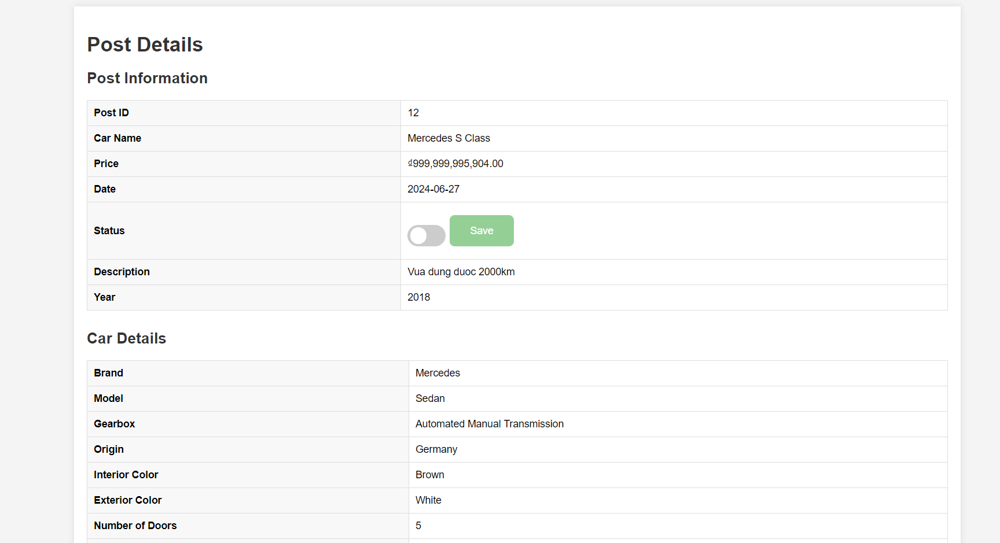 Post Details
Post Information
Post ID 12
Car Name Mercedes S Class
Price ₫999,999,995,904.00
Date 2024-06-27
Status Save
Description Vua dung duoc 2000km
Year 2018
Car Details
Brand Mercedes
Model Sedan
Gearbox Automated Manual Transmission
Origin Germany
Interior Color Brown
Exterior Color White
Number of Doors 5